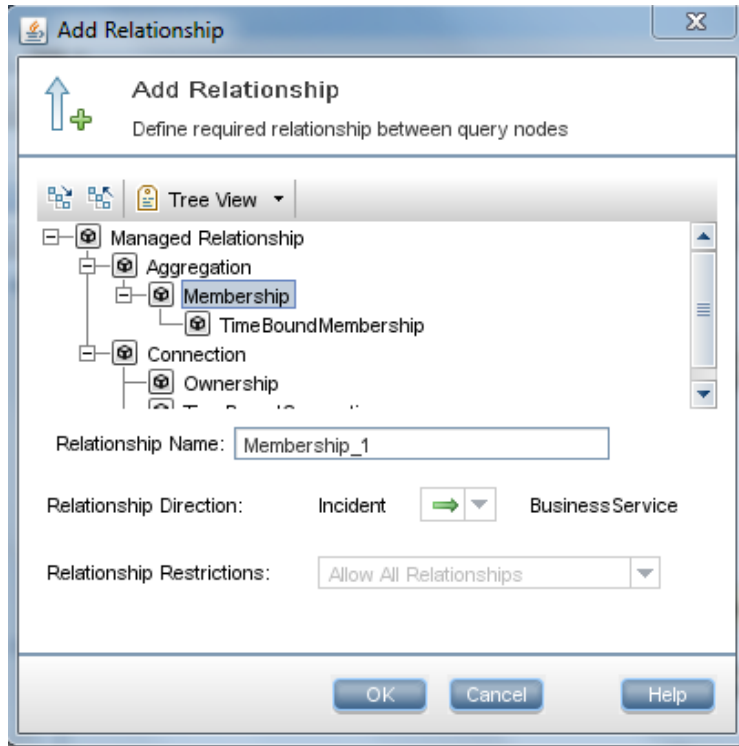 Add Relationship
Add Relationship
Define required relationship between query nodes
Tree View
Managed Relationship
Aggregation
Membership
TimeBoundMembership
Connection
Ownership
Relationship Name: Membership_1
Relationship Direction: Incident BusinessService
Relationship Restrictions: Allow All Relationships
OK Cancel Help